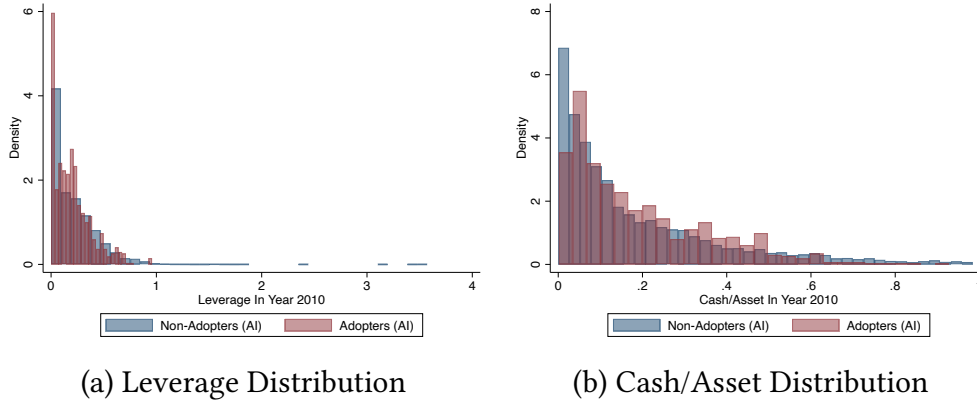 6
4
2
0
Density
0 1 2 3 4
Leverage In Year 2010
Non-Adopters (AI) Adopters (AI)
(a) Leverage Distribution
8
6
4
2
0
Density
0 .2 .4 .6 .8 1
Cash/Asset In Year 2010
Non-Adopters (AI) Adopters (AI)
(b) Cash/Asset Distribution